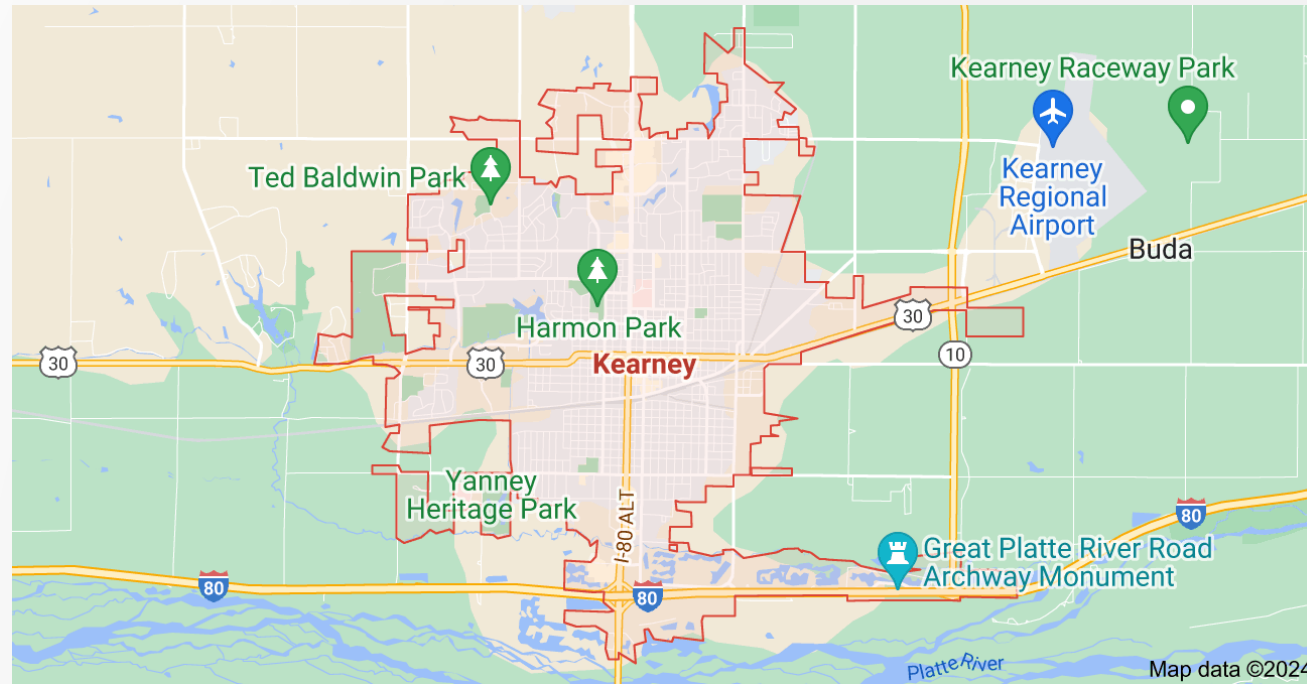 Kearney Raceway Park
Ted Baldwin Park
Kearney
Regional
Airport
Buda
Harmon Park
30
30
30
Kearney
10
Yanney
Heritage Park
I-80 ALT
80
Great Platte River Road
Archway Monument
80
80
Platte River
Map data ©2024